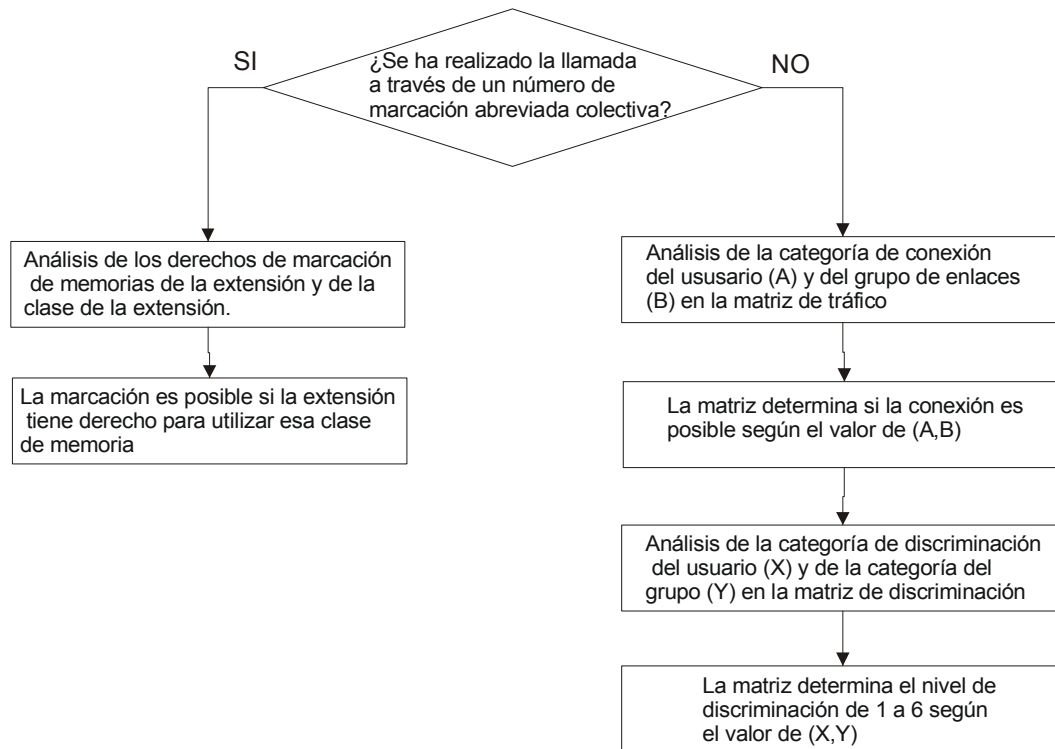 ¿Se ha realizado la llamada
a través de un número de
marcación abreviada colectiva?
SI
NO
Análisis de los derechos de marcación
de memorias de la extensión y de la
clase de la extensión.
La marcación es posible si la extensión
tiene derecho para utilizar esa clase
de memoria
Análisis de la categoría de conexión
del ususario (A) y del grupo de enlaces
(B) en la matriz de tráfico
La matriz determina si la conexión es
posible según el valor de (A,B)
Análisis de la categoría de discriminación
del usuario (X) y de la categoría del
grupo (Y) en la matriz de discriminación
La matriz determina el nivel de
discriminación de 1 a 6 según
el valor de (X,Y)